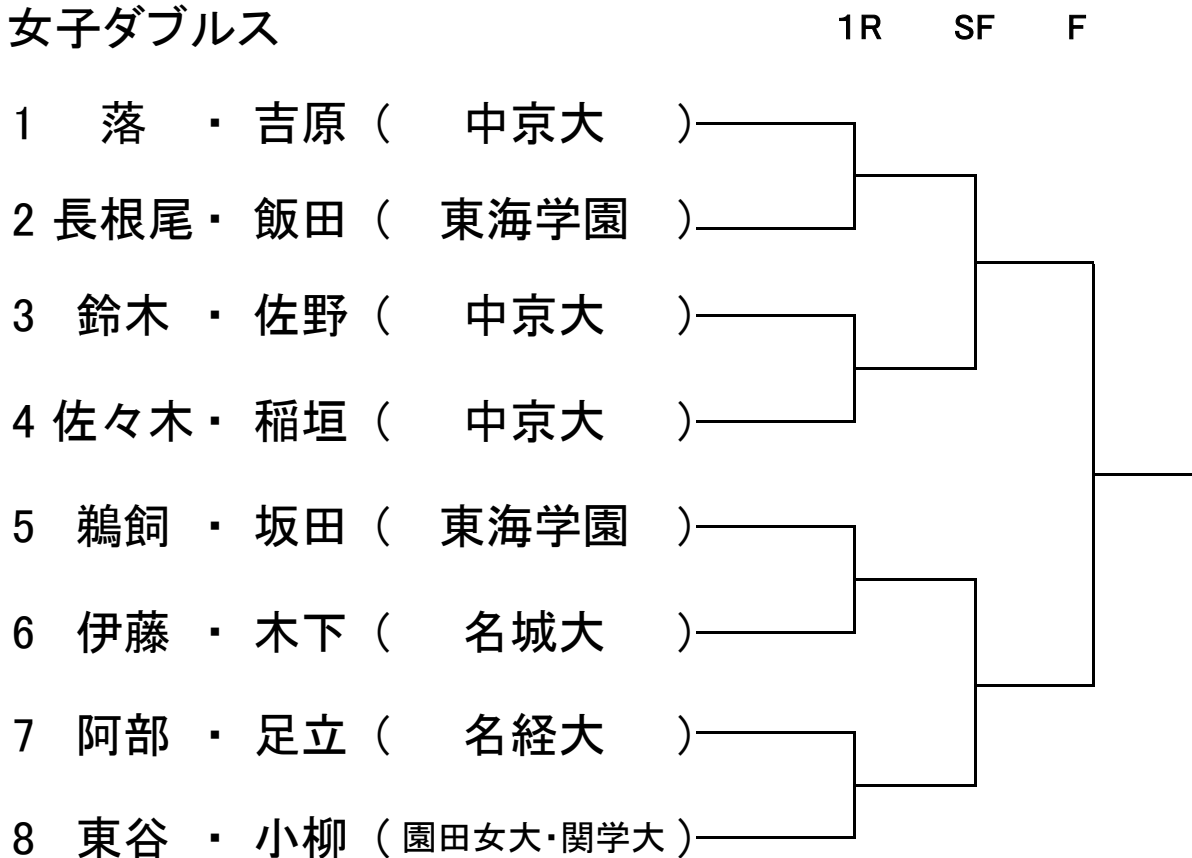 女子ダブルス 1R SF F
1 落 ・ 吉原 ( 中京大 )
2 長根尾 ・ 飯田 ( 東海学園 )
3 鈴木 ・ 佐野 ( 中京大 )
4 佐々木 ・ 稲垣 ( 中京大 )
5 鵜飼 ・ 坂田 ( 東海学園 )
6 伊藤 ・ 木下 ( 名城大 )
7 阿部 ・ 足立 ( 名経大 )
8 東谷 ・ 小柳 ( 園田女大・関学大 )